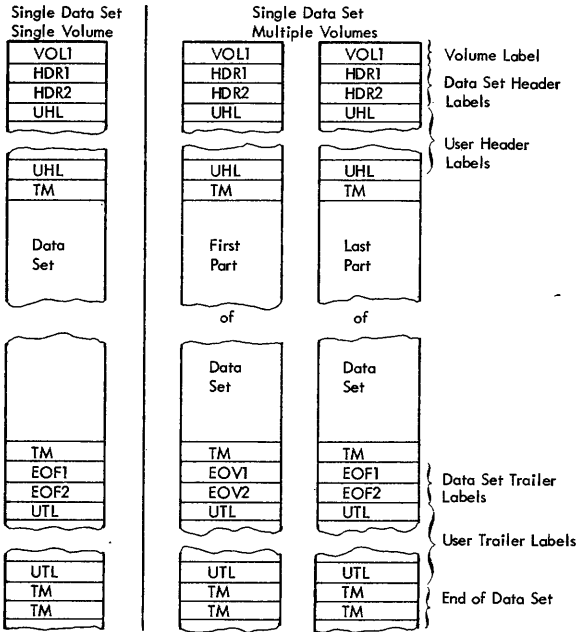 Single Data Set
Single Volume
Single Data Set
Multiple Volumes
VOL1
HDR1
HDR2
UHL
UHL
TM
Data
Set
TM
EOF1
EOF2
UTL
UTL
TM
TM
VOL1
HDR1
HDR2
UHL
UHL
TM
First
Part
of
Data
Set
TM
EOV1
EOV2
UTL
UTL
TM
TM
VOL1
HDR1
HDR2
UHL
UHL
TM
Last
Part
of
Data
Set
TM
EOF1
EOF2
UTL
UTL
TM
TM
Volume Label
Data Set Header
Labels
User Header
Labels
Data Set Trailer
Labels
User Trailer Labels
End of Data Set